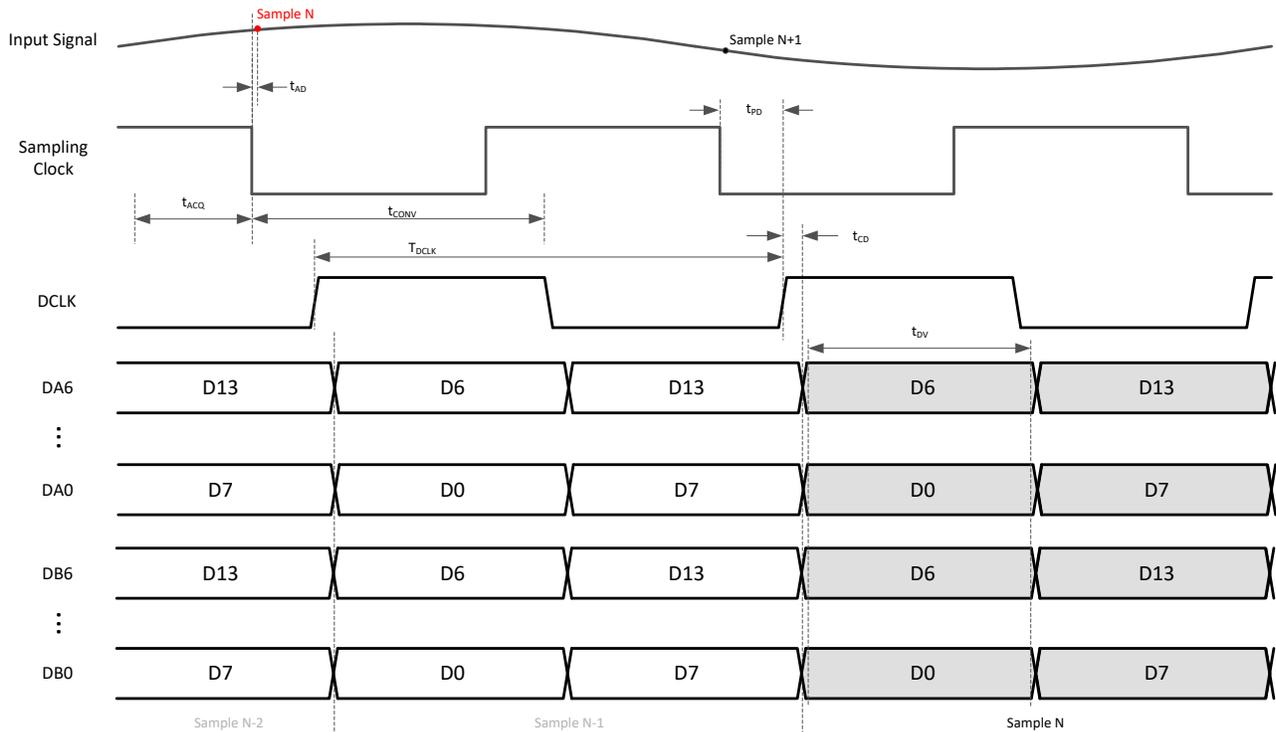 Sample N
Input Signal
Sample N+1
tAD
tPD
Sampling
Clock
tACQ
tCONV
tCD
TDCLK
DCLK
tDV
DA6 D13 D6 D13 D6 D13
DA0 D7 D0 D7 D0 D7
DB6 D13 D6 D13 D6 D13
DB0 D7 D0 D7 D0 D7
Sample N-2 Sample N-1 Sample N